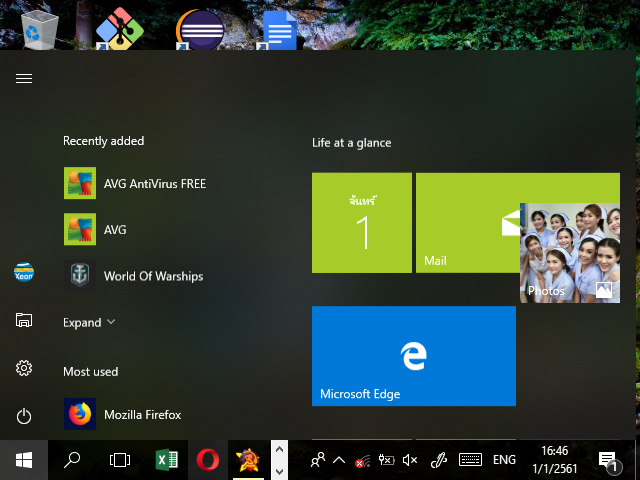 Recently added
Life at a glance
AVG AntiVirus FREE
จันทร์
1
AVG
Mail
Xeon
World Of Warships
Photos
Expand
Most used
Microsoft Edge
Mozilla Firefox
ENG
16:46
1/1/2561
1